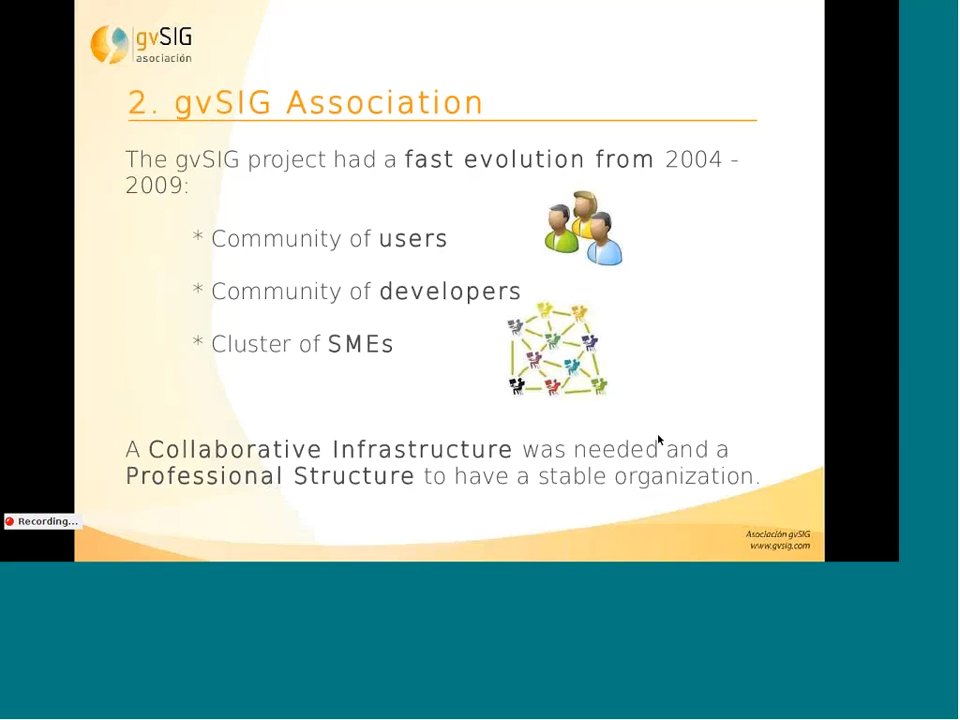 gvSIG
asociación
2. gvSIG Association
The gvSIG project had a fast evolution from 2004 -
2009:
* Community of users
* Community of developers
* Cluster of SMEs
A Collaborative Infrastructure was needed and a
Professional Structure to have a stable organization.
Recording...
Asociación gvSIG
www.gvsig.com